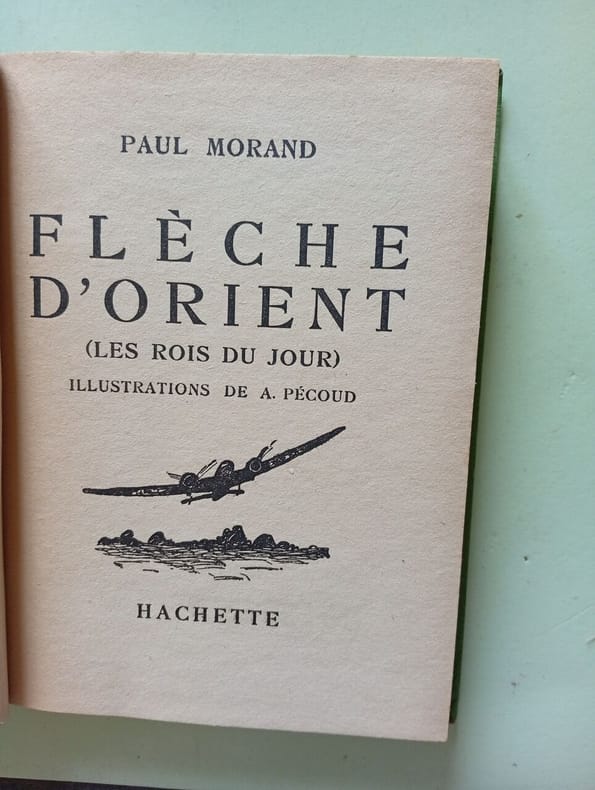 PAUL MORAND
FLÈCHE
D'ORIENT
(LES ROIS DU JOUR)
ILLUSTRATIONS DE A. PÉCOUD
HACHETTE